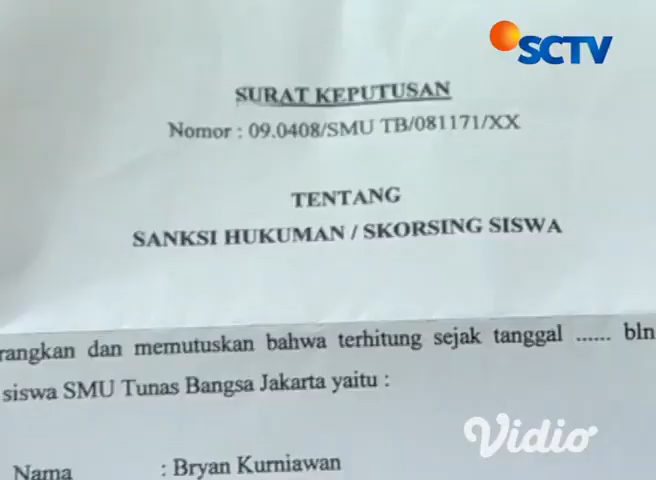 SCTV
SURAT KEPUTUSAN
Nomor : 09.0408/SMU TB/081171/XX
TENTANG
SANKSI HUKUMAN / SKORSING SISWA
rangkan dan memutuskan bahwa terhitung sejak tanggal ...... bln
siswa SMU Tunas Bangsa Jakarta yaitu :
Vidio
Nama : Bryan Kurniawan